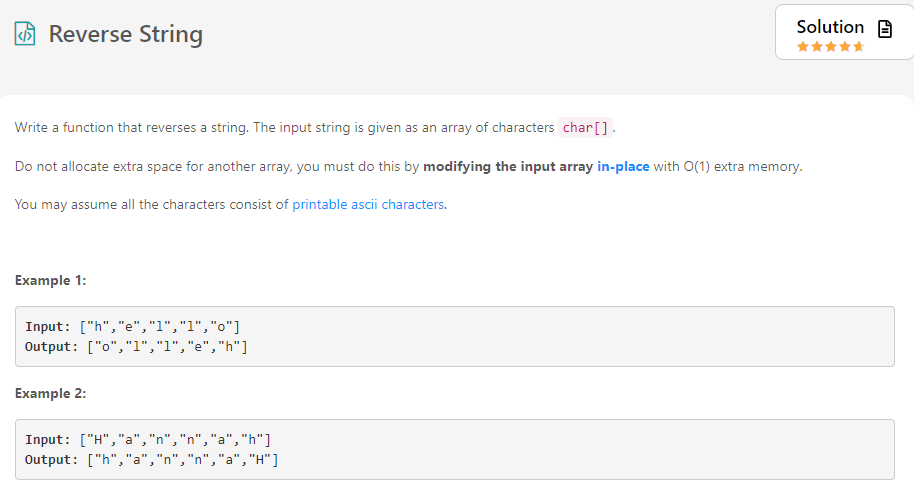 Reverse String
Solution
Write a function that reverses a string. The input string is given as an array of characters char[].
Do not allocate extra space for another array, you must do this by modifying the input array in-place with O(1) extra memory.
You may assume all the characters consist of printable ascii characters.
Example 1:
Input: ["h","e","l","l","o"]
Output: ["o","l","l","e","h"]
Example 2:
Input: ["H","a","n","n","a","h"]
Output: ["h","a","n","n","a","H"]